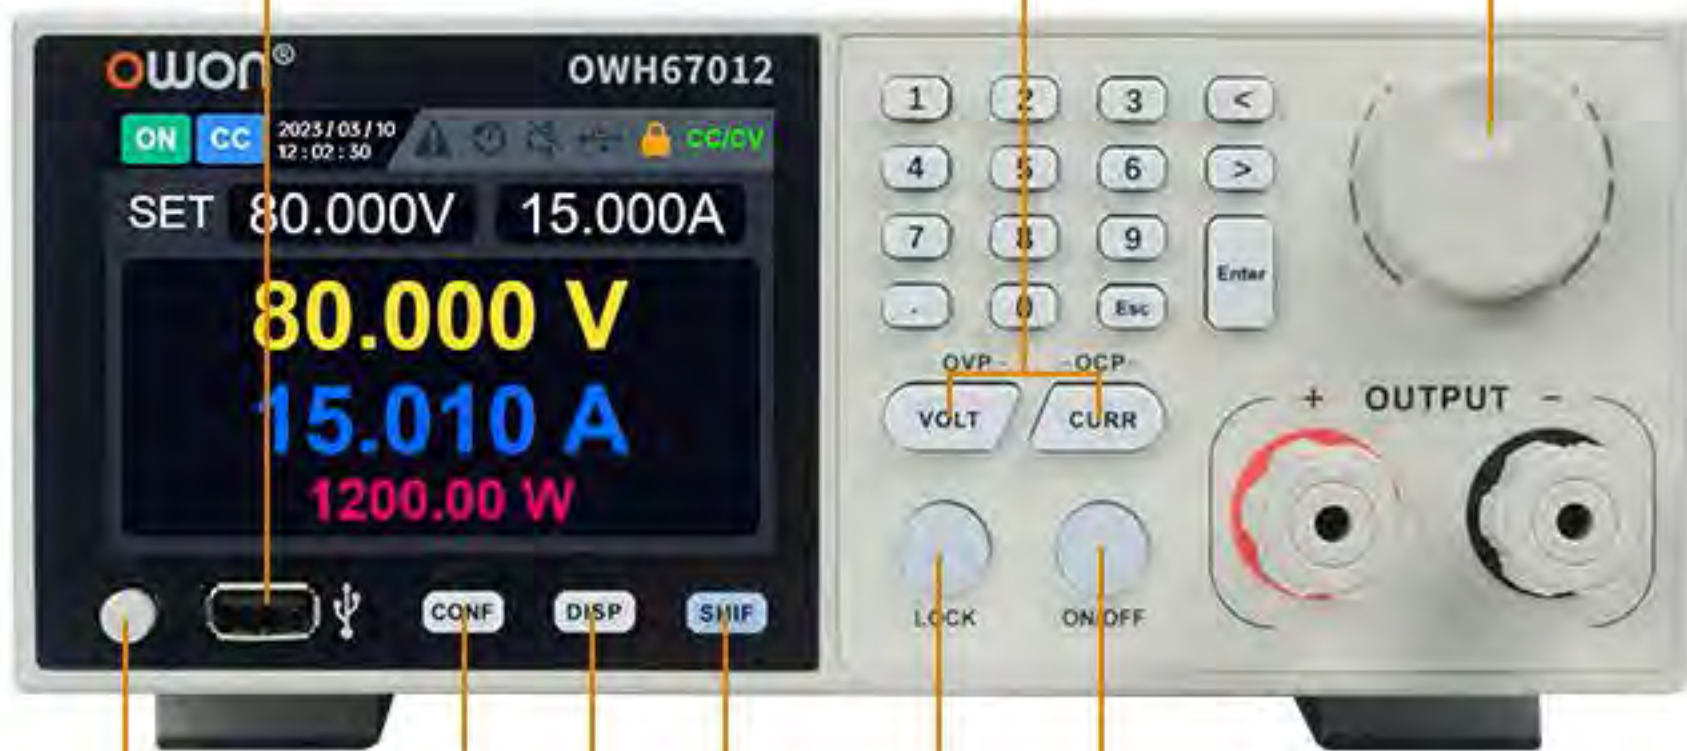 owon® OWH67012
ON CC 2023/03/10 CC/CV
12:02:30
SET 80.000V 15.000A
80.000 V
15.010 A
1200.00 W
CONF DISP SHIF
1 2 3 <
4 5 6 >
7 8 9 Enter
. 0 Esc
OVP OCP
VOLT CURR
+ OUTPUT -
LOCK ON/OFF